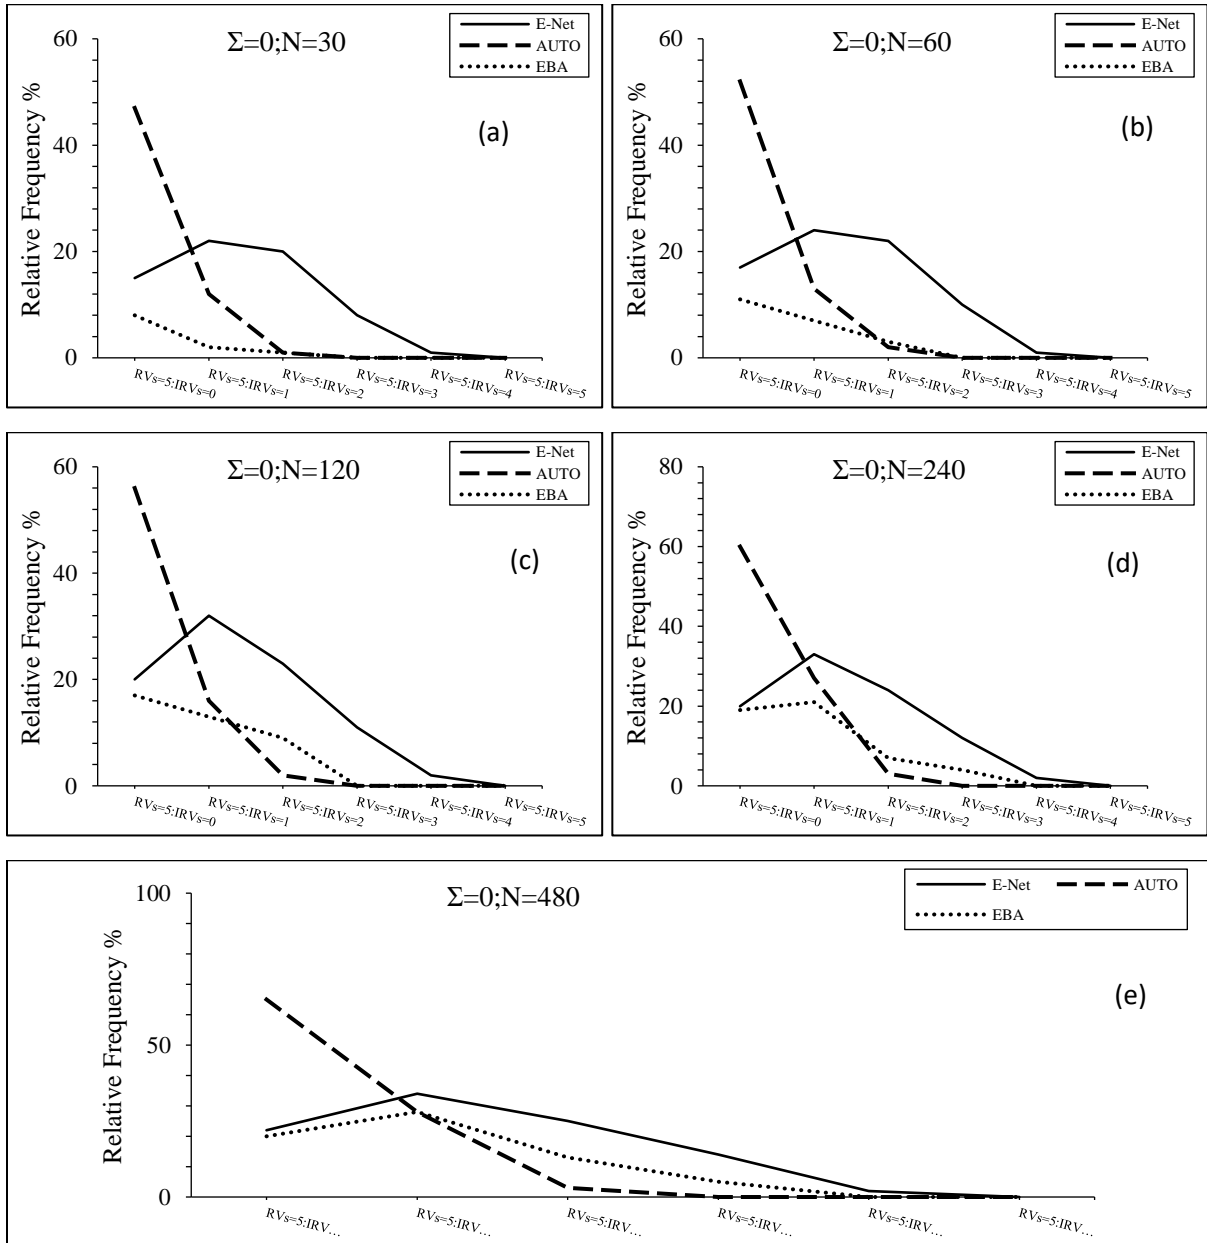 Σ=0;N=30
E-Net
AUTO
EBA
(a)
Relative Frequency %
60
40
20
0
RVs=5:IRVs=0
RVs=5:IRVs=1
RVs=5:IRVs=2
RVs=5:IRVs=3
RVs=5:IRVs=4
RVs=5:IRVs=5
Σ=0;N=60
E-Net
AUTO
EBA
(b)
Relative Frequency %
60
40
20
0
RVs=5:IRVs=0
RVs=5:IRVs=1
RVs=5:IRVs=2
RVs=5:IRVs=3
RVs=5:IRVs=4
RVs=5:IRVs=5
Σ=0;N=120
E-Net
AUTO
EBA
(c)
Relative Frequency %
60
40
20
0
RVs=5:IRVs=0
RVs=5:IRVs=1
RVs=5:IRVs=2
RVs=5:IRVs=3
RVs=5:IRVs=4
RVs=5:IRVs=5
Σ=0;N=240
E-Net
AUTO
EBA
(d)
Relative Frequency %
80
60
40
20
0
RVs=5:IRVs=0
RVs=5:IRVs=1
RVs=5:IRVs=2
RVs=5:IRVs=3
RVs=5:IRVs=4
RVs=5:IRVs=5
Σ=0;N=480
E-Net AUTO
EBA
(e)
Relative Frequency %
100
50
0
RVs=5:IRV…
RVs=5:IRV…
RVs=5:IRV…
RVs=5:IRV…
RVs=5:IRV…
RVs=5:IRV…